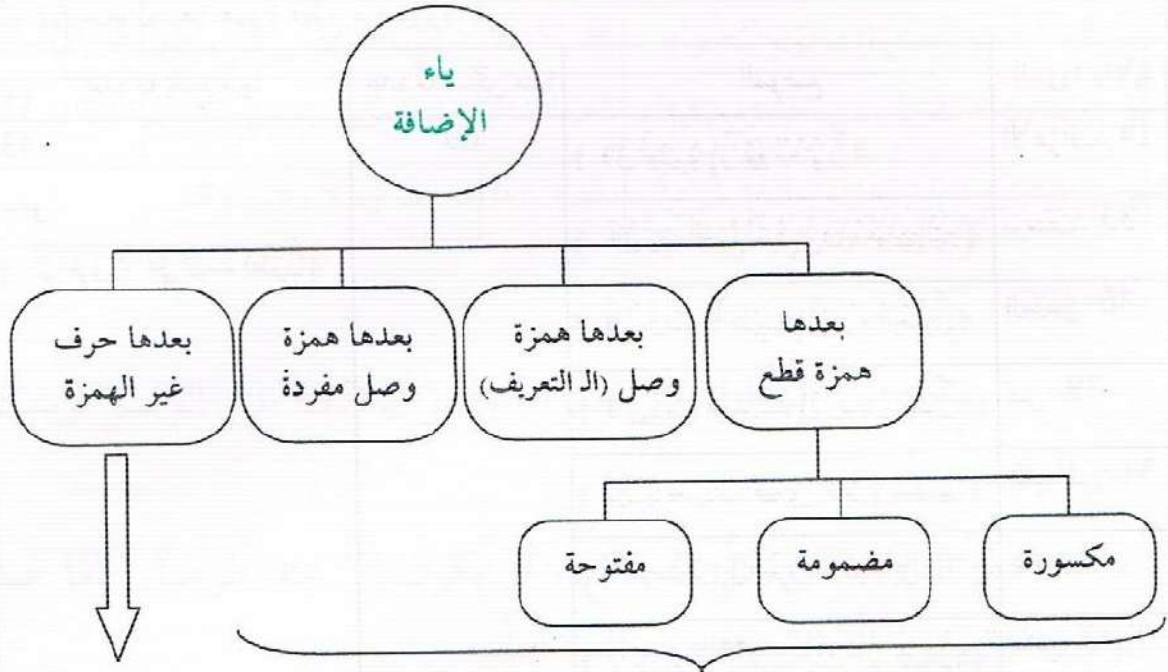 ياء
الإضافة
بعدها
همزة قطع
بعدها همزة
وصل (الـ التعريف)
بعدها همزة
وصل مفردة
بعدها حرف
غير الهمزة
مكسورة
مضمومة
مفتوحة